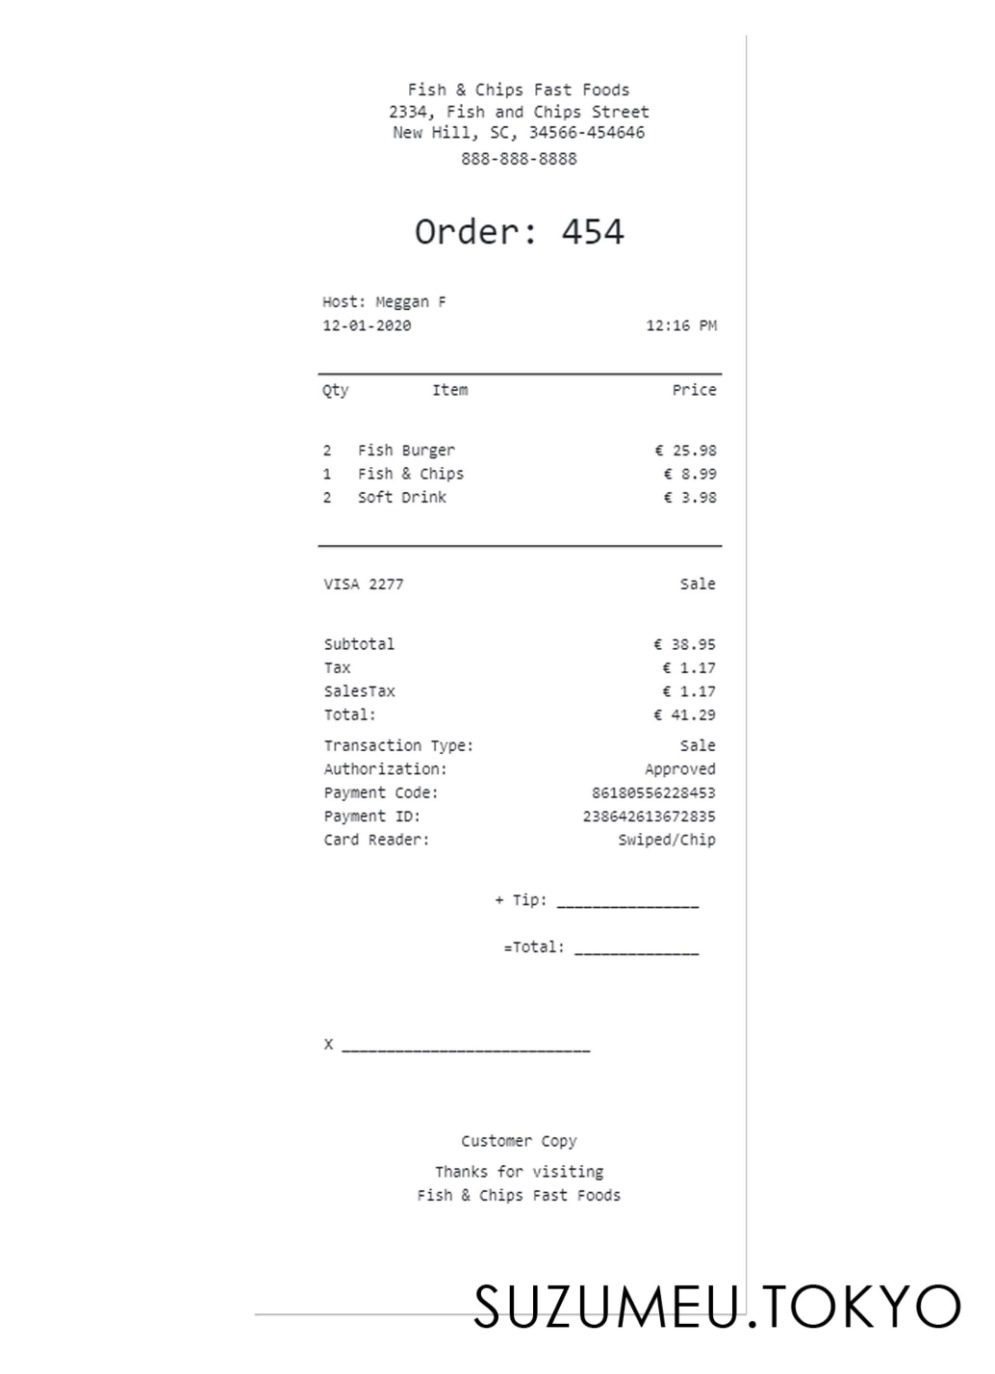 Fish & Chips Fast Foods
2334, Fish and Chips Street
New Hill, SC, 34566-454646
888-888-8888
Order: 454
Host: Meggan F
12-01-2020 12:16 PM
Qty Item Price
2 Fish Burger € 25.98
1 Fish & Chips € 8.99
2 Soft Drink € 3.98
VISA 2277 Sale
Subtotal € 38.95
Tax € 1.17
SalesTax € 1.17
Total: € 41.29
Transaction Type: Sale
Authorization: Approved
Payment Code: 86180556228453
Payment ID: 238642613672835
Card Reader: Swiped/Chip
+ Tip: ________________
=Total: ______________
X ____________________________
Customer Copy
Thanks for visiting
Fish & Chips Fast Foods
SUZUMEU.TOKYO